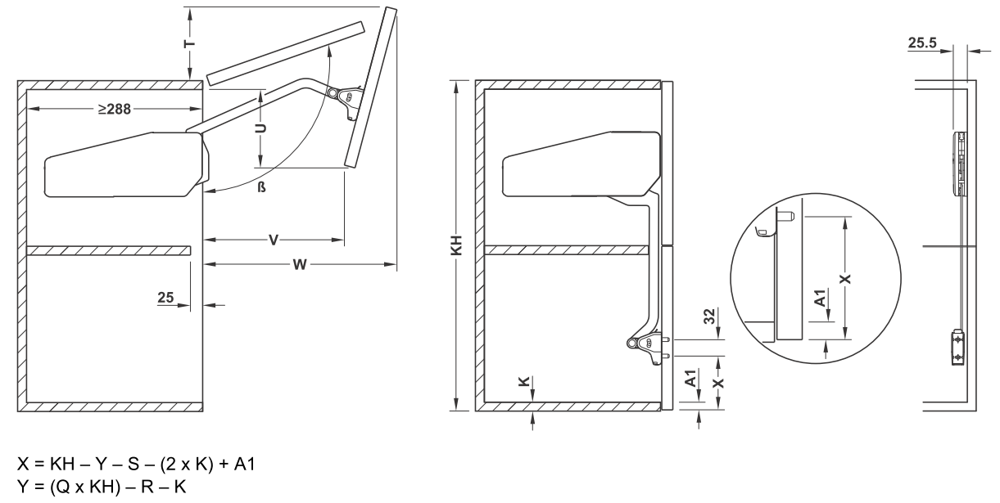 T
≥288
U
ß
V
W
25
KH
K
A1
X
32
X
A1
25.5
X = KH – Y – S – (2 x K) + A1
Y = (Q x KH) – R – K